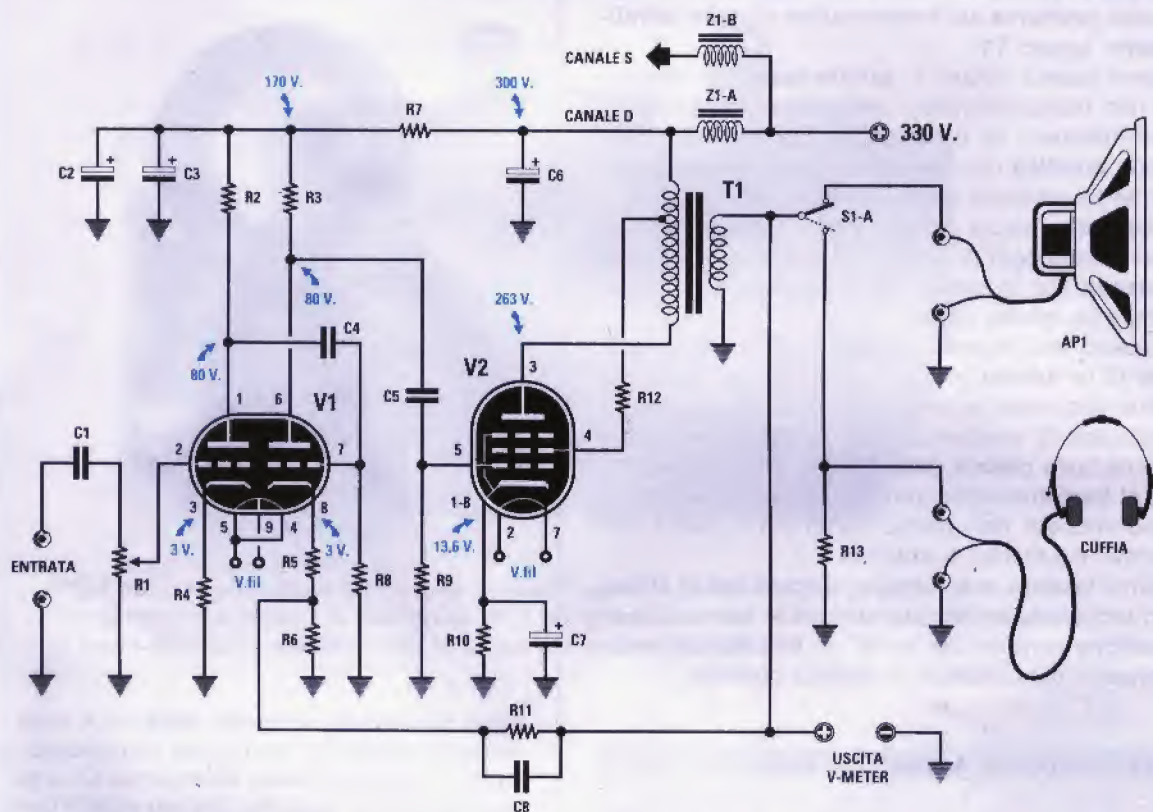 Z1-B
CANALE S
170 V.
300 V.
Z1-A
R7
CANALE D
330 V.
C2
C3
C6
R2
R3
T1
S1-A
80 V.
263 V.
C4
80 V.
AP1
V2
3
1
6
V1
C5
R12
C1
2
7
5
4
3
5
9
4
8
1-8
2
7
3 V.
3 V.
13,6 V.
CUFFIA
ENTRATA
R1
V.fil
R5
R8
R9
V.fil
R13
R4
R10
C7
R6
R11
USCITA
V-METER
C8